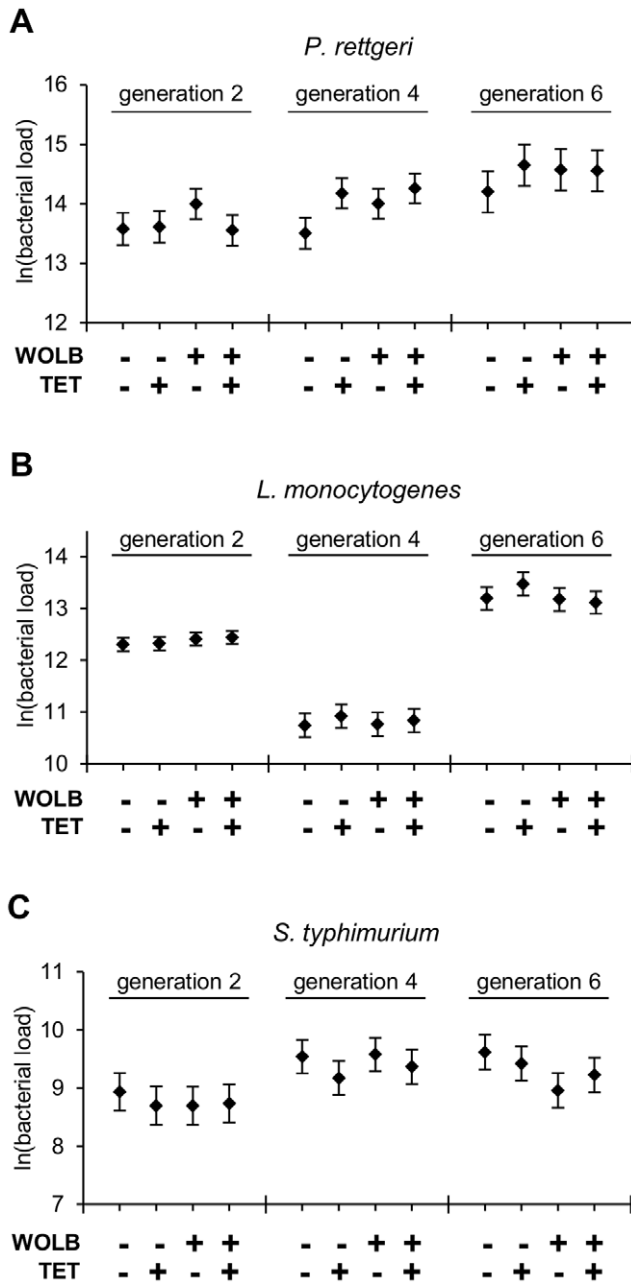 A
P. rettgeri
generation 2 generation 4 generation 6
ln(bacterial load)
16
15
14
13
12
WOLB - - + + - - + + - - + +
TET - + - + - + - + - + - +
B
L. monocytogenes
generation 2 generation 4 generation 6
ln(bacterial load)
14
13
12
11
10
WOLB - - + + - - + + - - + +
TET - + - + - + - + - + - +
C
S. typhimurium
generation 2 generation 4 generation 6
ln(bacterial load)
11
10
9
8
7
WOLB - - + + - - + + - - + +
TET - + - + - + - + - + - +